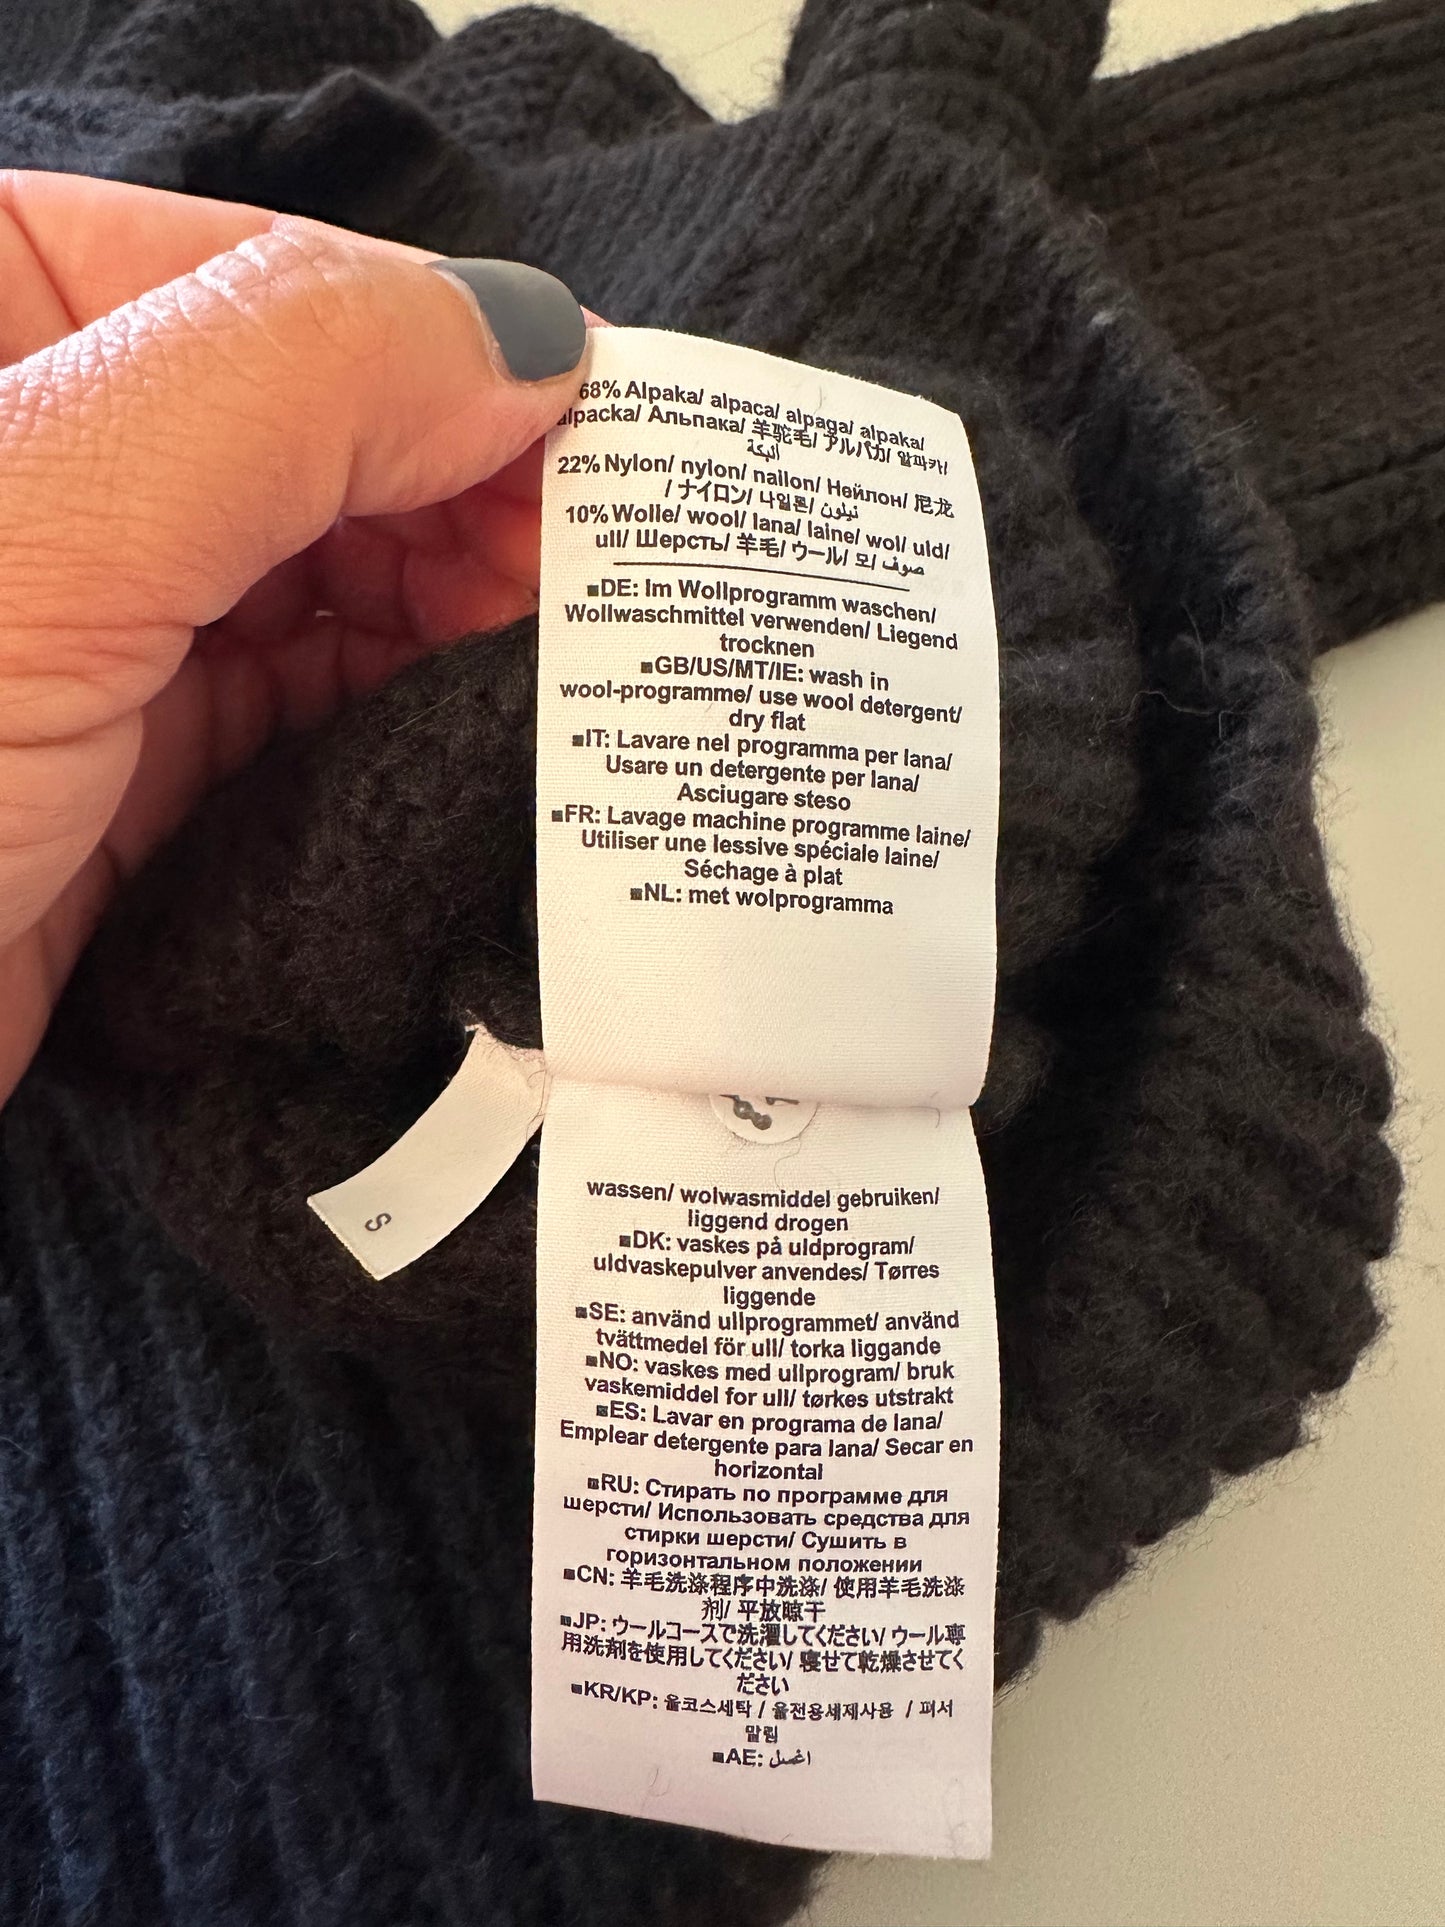 68% Alpaka/ alpaca/ alpaga/ alpaka/
alpacka/ Альпака/ 羊驼毛/ アルパカ/ 알파카/
ألبكة
22% Nylon/ nylon/ nailon/ Нейлон/ 尼龙
/ ナイロン/ 나일론/ نيلون
10% Wolle/ wool/ lana/ laine/ wol/ uld/
ull/ Шерсть/ 羊毛/ ウール/ 모/ صوف
DE: Im Wollprogramm waschen/
Wollwaschmittel verwenden/ Liegend
trocknen
GB/US/MT/IE: wash in
wool-programme/ use wool detergent/
dry flat
IT: Lavare nel programma per lana/
Usare un detergente per lana/
Asciugare steso
FR: Lavage machine programme laine/
Utiliser une lessive spéciale laine/
Séchage à plat
NL: met wolprogramma
wassen/ wolwasmiddel gebruiken/
liggend drogen
DK: vaskes på uldprogram/
uldvaskepulver anvendes/ Tørres
liggende
SE: använd ullprogrammet/ använd
tvättmedel för ull/ torka liggande
NO: vaskes med ullprogram/ bruk
vaskemiddel for ull/ tørkes utstrakt
ES: Lavar en programa de lana/
Emplear detergente para lana/ Secar en
horizontal
RU: Стирать по программе для
шерсти/ Использовать средства для
стирки шерсти/ Сушить в
горизонтальном положении
CN: 羊毛洗涤程序中洗涤/ 使用羊毛洗涤
剂/ 平放晾干
JP: ウールコースで洗濯してください/ ウール専
用洗剤を使用してください/ 寝せて乾燥させてく
ださい
KR/KP: 울코스세탁 / 울전용세제사용 / 펴서
말림
AE: اغسل
S